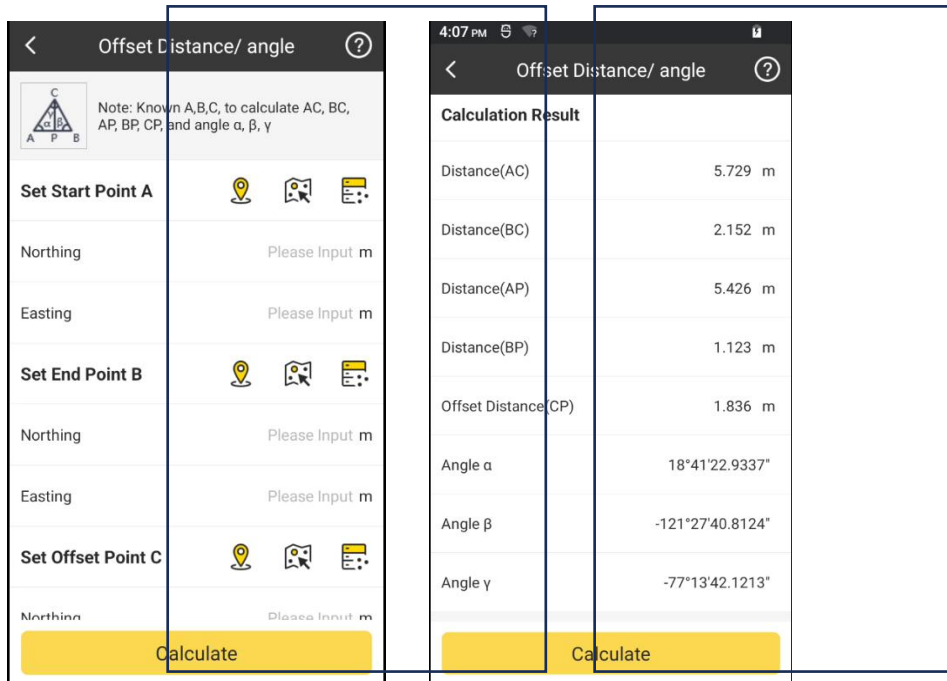 Offset Distance/ angle
?
C
γ
α β
A P B
Note: Known A,B,C, to calculate AC, BC,
AP, BP, CP, and angle α, β, γ
Set Start Point A
Northing Please Input m
Easting Please Input m
Set End Point B
Northing Please Input m
Easting Please Input m
Set Offset Point C
Northing Please Input m
Calculate
4:07 PM
Offset Distance/ angle
?
Calculation Result
Distance(AC) 5.729 m
Distance(BC) 2.152 m
Distance(AP) 5.426 m
Distance(BP) 1.123 m
Offset Distance(CP) 1.836 m
Angle α 18°41'22.9337"
Angle β -121°27'40.8124"
Angle γ -77°13'42.1213"
Calculate